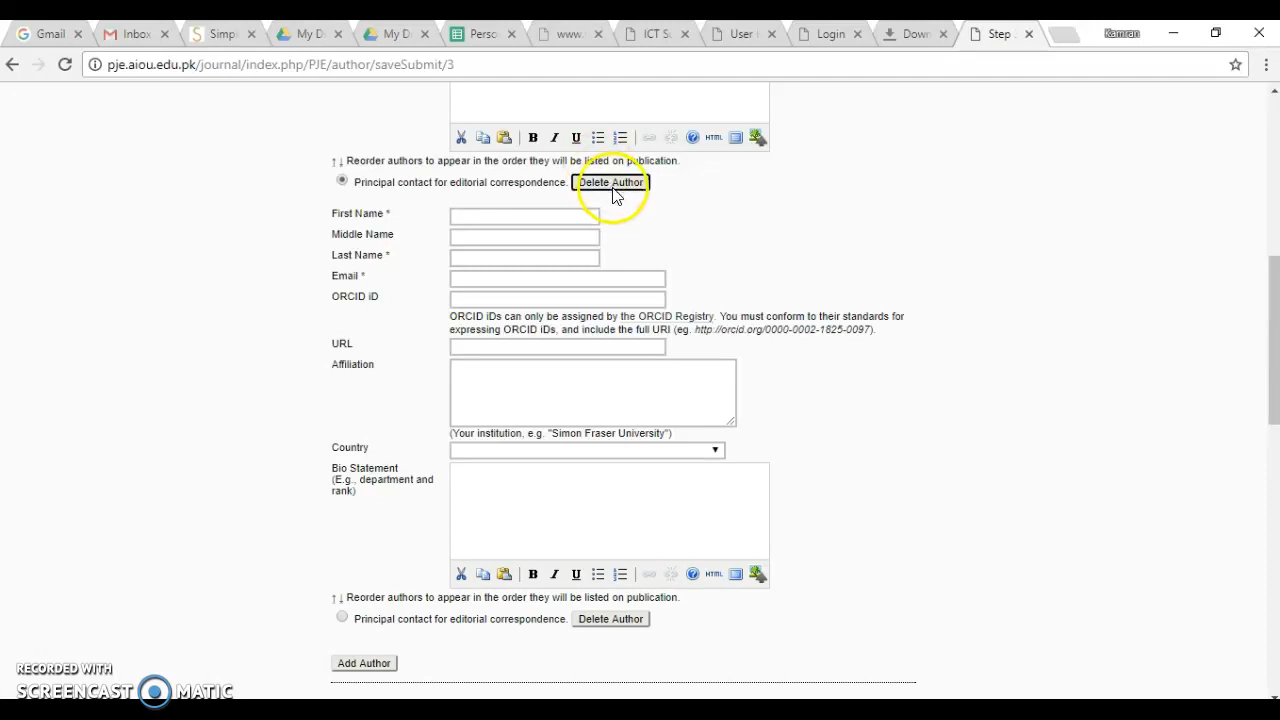 Gmail
Inbox
Simp
My D
My D
Perso
www.
ICT S
User i
Login
Down
Step
Kamran
pje.aiou.edu.pk/journal/index.php/PJE/author/saveSubmit/3
B I U HTML
↑ ↓ Reorder authors to appear in the order they will be listed on publication.
Principal contact for editorial correspondence. Delete Author
First Name *
Middle Name
Last Name *
Email *
ORCID iD
ORCID iDs can only be assigned by the ORCID Registry. You must conform to their standards for
expressing ORCID iDs, and include the full URI (eg. http://orcid.org/0000-0002-1825-0097).
URL
Affiliation
(Your institution, e.g. "Simon Fraser University")
Country
Bio Statement
(E.g., department and
rank)
B I U HTML
↑ ↓ Reorder authors to appear in the order they will be listed on publication.
Principal contact for editorial correspondence. Delete Author
Add Author
RECORDED WITH
SCREENCAST MATIC